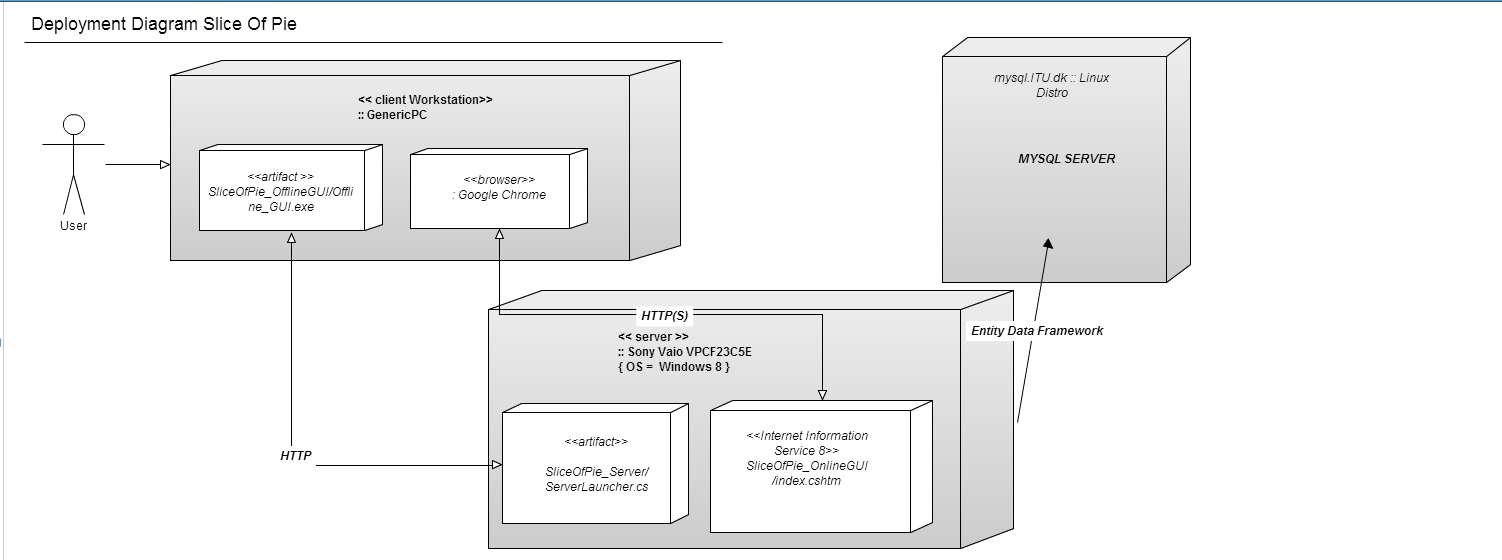 Deployment Diagram Slice Of Pie
<< client Workstation>>
:: GenericPC
<<artifact >>
SliceOfPie_OfflineGUI/Offli
ne_GUI.exe
<<browser>>
: Google Chrome
User
mysql.ITU.dk :: Linux
Distro
MYSQL SERVER
HTTP(S)
Entity Data Framework
<< server >>
:: Sony Vaio VPCF23C5E
{ OS =  Windows 8 }
HTTP
<<artifact>>
SliceOfPie_Server/
ServerLauncher.cs
<<Internet Information
Service 8>>
SliceOfPie_OnlineGUI
/index.cshtm